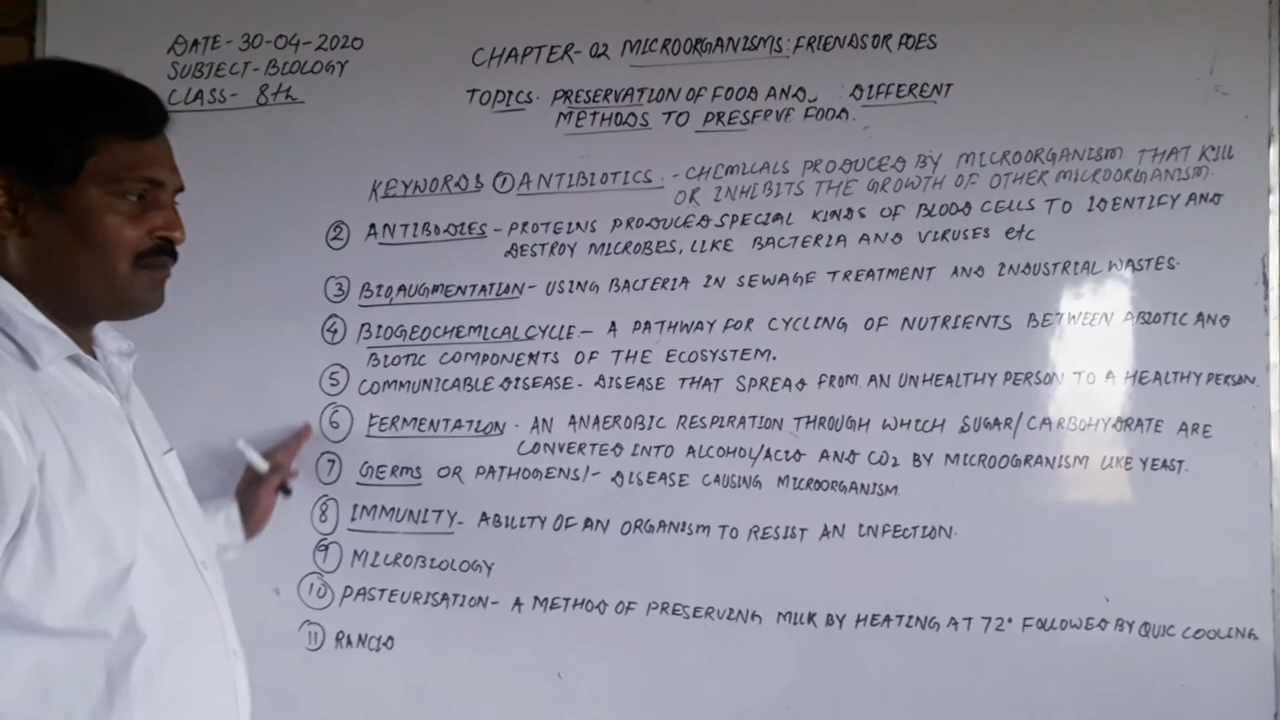 DATE-30-04-2020
SUBJECT-BIOLOGY
CLASS- 8th
CHAPTER-02 MICROORGANISMS: FRIENDS OR FOES
TOPICS. PRESERVATION OF FOOD AND : DIFFERENT
METHODS TO PRESERVE FOOD.
KEYWORDS ① ANTIBIOTICS. - CHEMICALS PRODUCED BY MICROORGANISM THAT KILL
OR INHIBITS THE GROWTH OF OTHER MICROORGANISM.
② ANTIBODIES - PROTEINS PRODUCED SPECIAL KINDS OF BLOOD CELLS TO IDENTIFY AND
DESTROY MICROBES, LIKE BACTERIA AND VIRUSES etc
③ BIOAUGMENTATION - USING BACTERIA IN SEWAGE TREATMENT AND INDUSTRIAL WASTES.
④ BIOGEOCHEMICAL CYCLE - A PATHWAY FOR CYCLING OF NUTRIENTS BETWEEN ABIOTIC AND
BIOTIC COMPONENTS OF THE ECOSYSTEM.
⑤ COMMUNICABLE DISEASE - DISEASE THAT SPREAD FROM AN UNHEALTHY PERSON TO A HEALTHY PERSON.
⑥ FERMENTATION . AN ANAEROBIC RESPIRATION THROUGH WHICH SUGAR/CARBOHYDRATE ARE
CONVERTED INTO ALCOHOL/ACID AND CO2 BY MICROOGRANISM LIKE YEAST.
⑦ GERMS OR PATHOGENS/- DISEASE CAUSING MICROORGANISM.
⑧ IMMUNITY - ABILITY OF AN ORGANISM TO RESIST AN INFECTION.
⑨ MICROBIOLOGY
⑩ PASTEURISATION - A METHOD OF PRESERVING MILK BY HEATING AT 72° FOLLOWED BY QUIC COOLING
⑪ RANCID